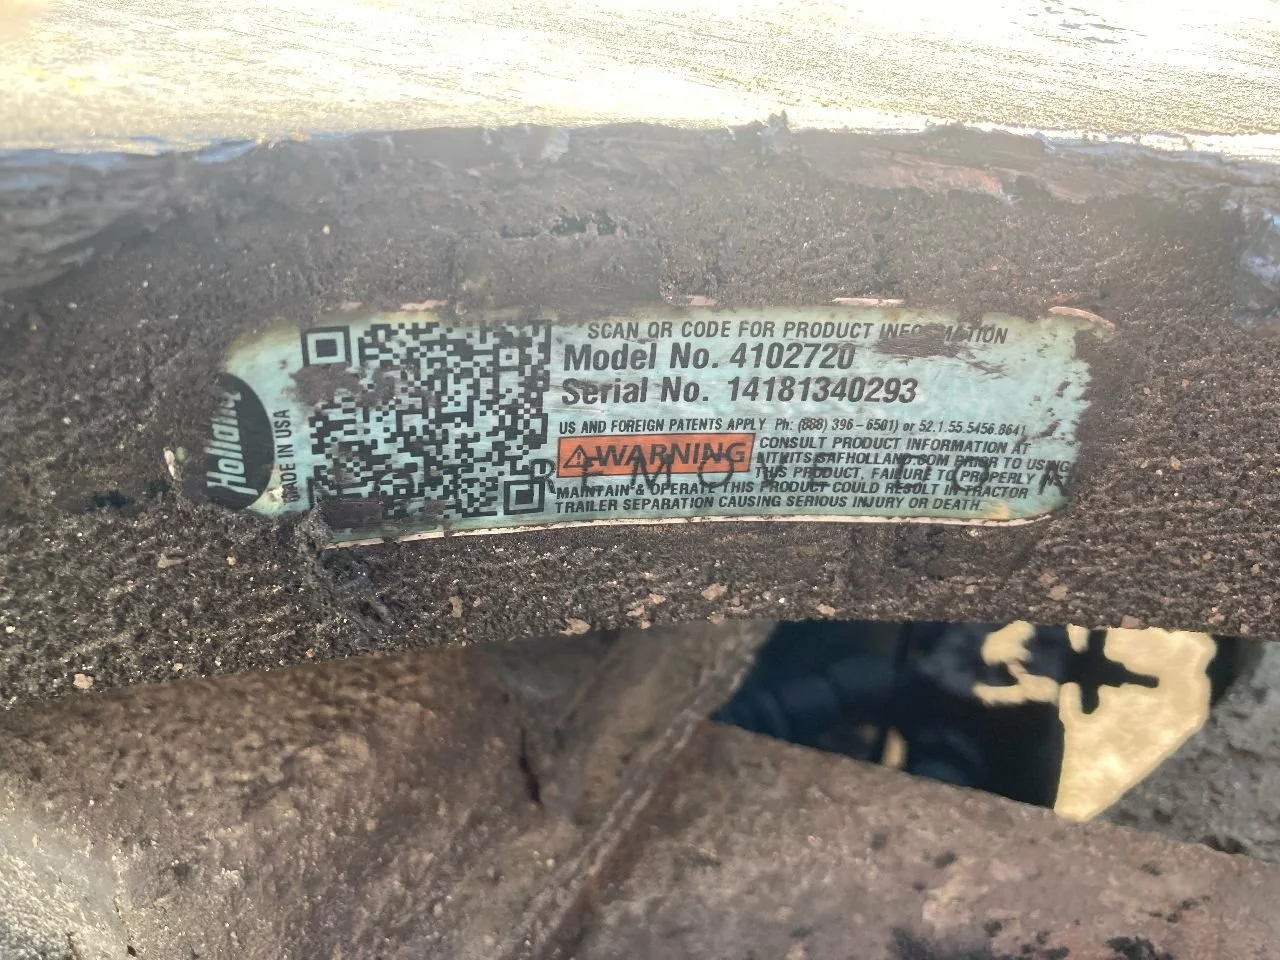 Holland
MADE IN USA
SCAN QR CODE FOR PRODUCT INFORMATION
Model No. 4102720
Serial No. 14181340293
US AND FOREIGN PATENTS APPLY Ph: (888) 396-6501) or 52.1.55.5456.8641
⚠WARNING
CONSULT PRODUCT INFORMATION AT
SAFHOLLAND.COM PRIOR TO USING
THIS PRODUCT, FAILURE TO PROPERLY
MAINTAIN & OPERATE THIS PRODUCT COULD RESULT IN TRACTOR
TRAILER SEPARATION CAUSING SERIOUS INJURY OR DEATH.